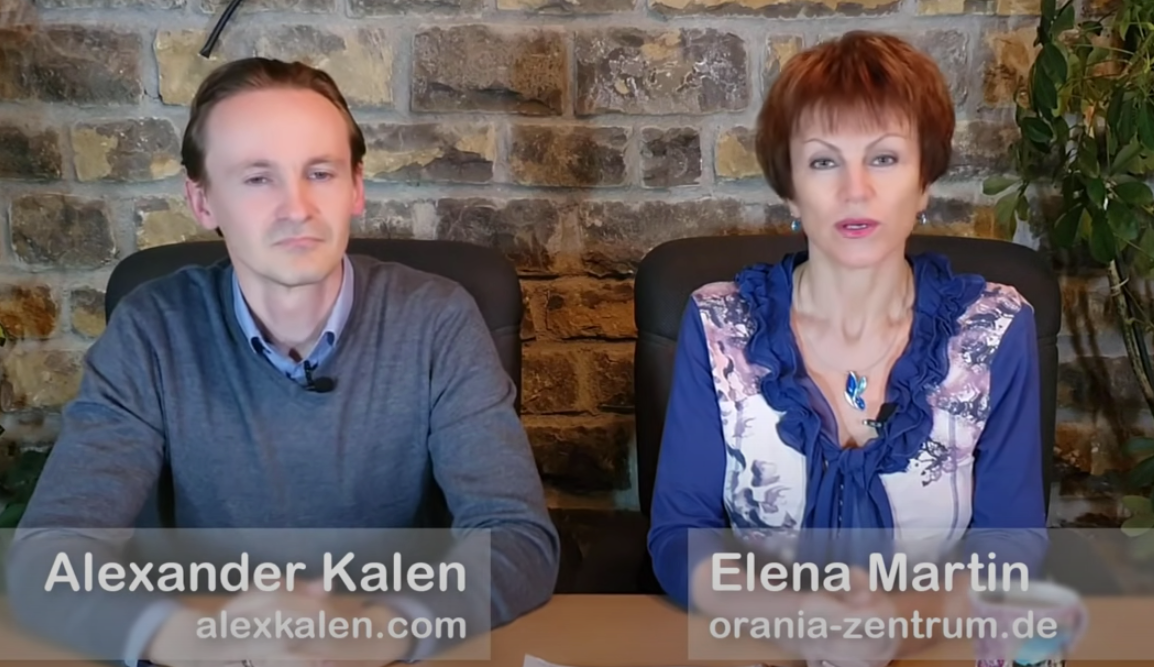 Alexander Kalen
alexkalen.com
Elena Martin
orania-zentrum.de